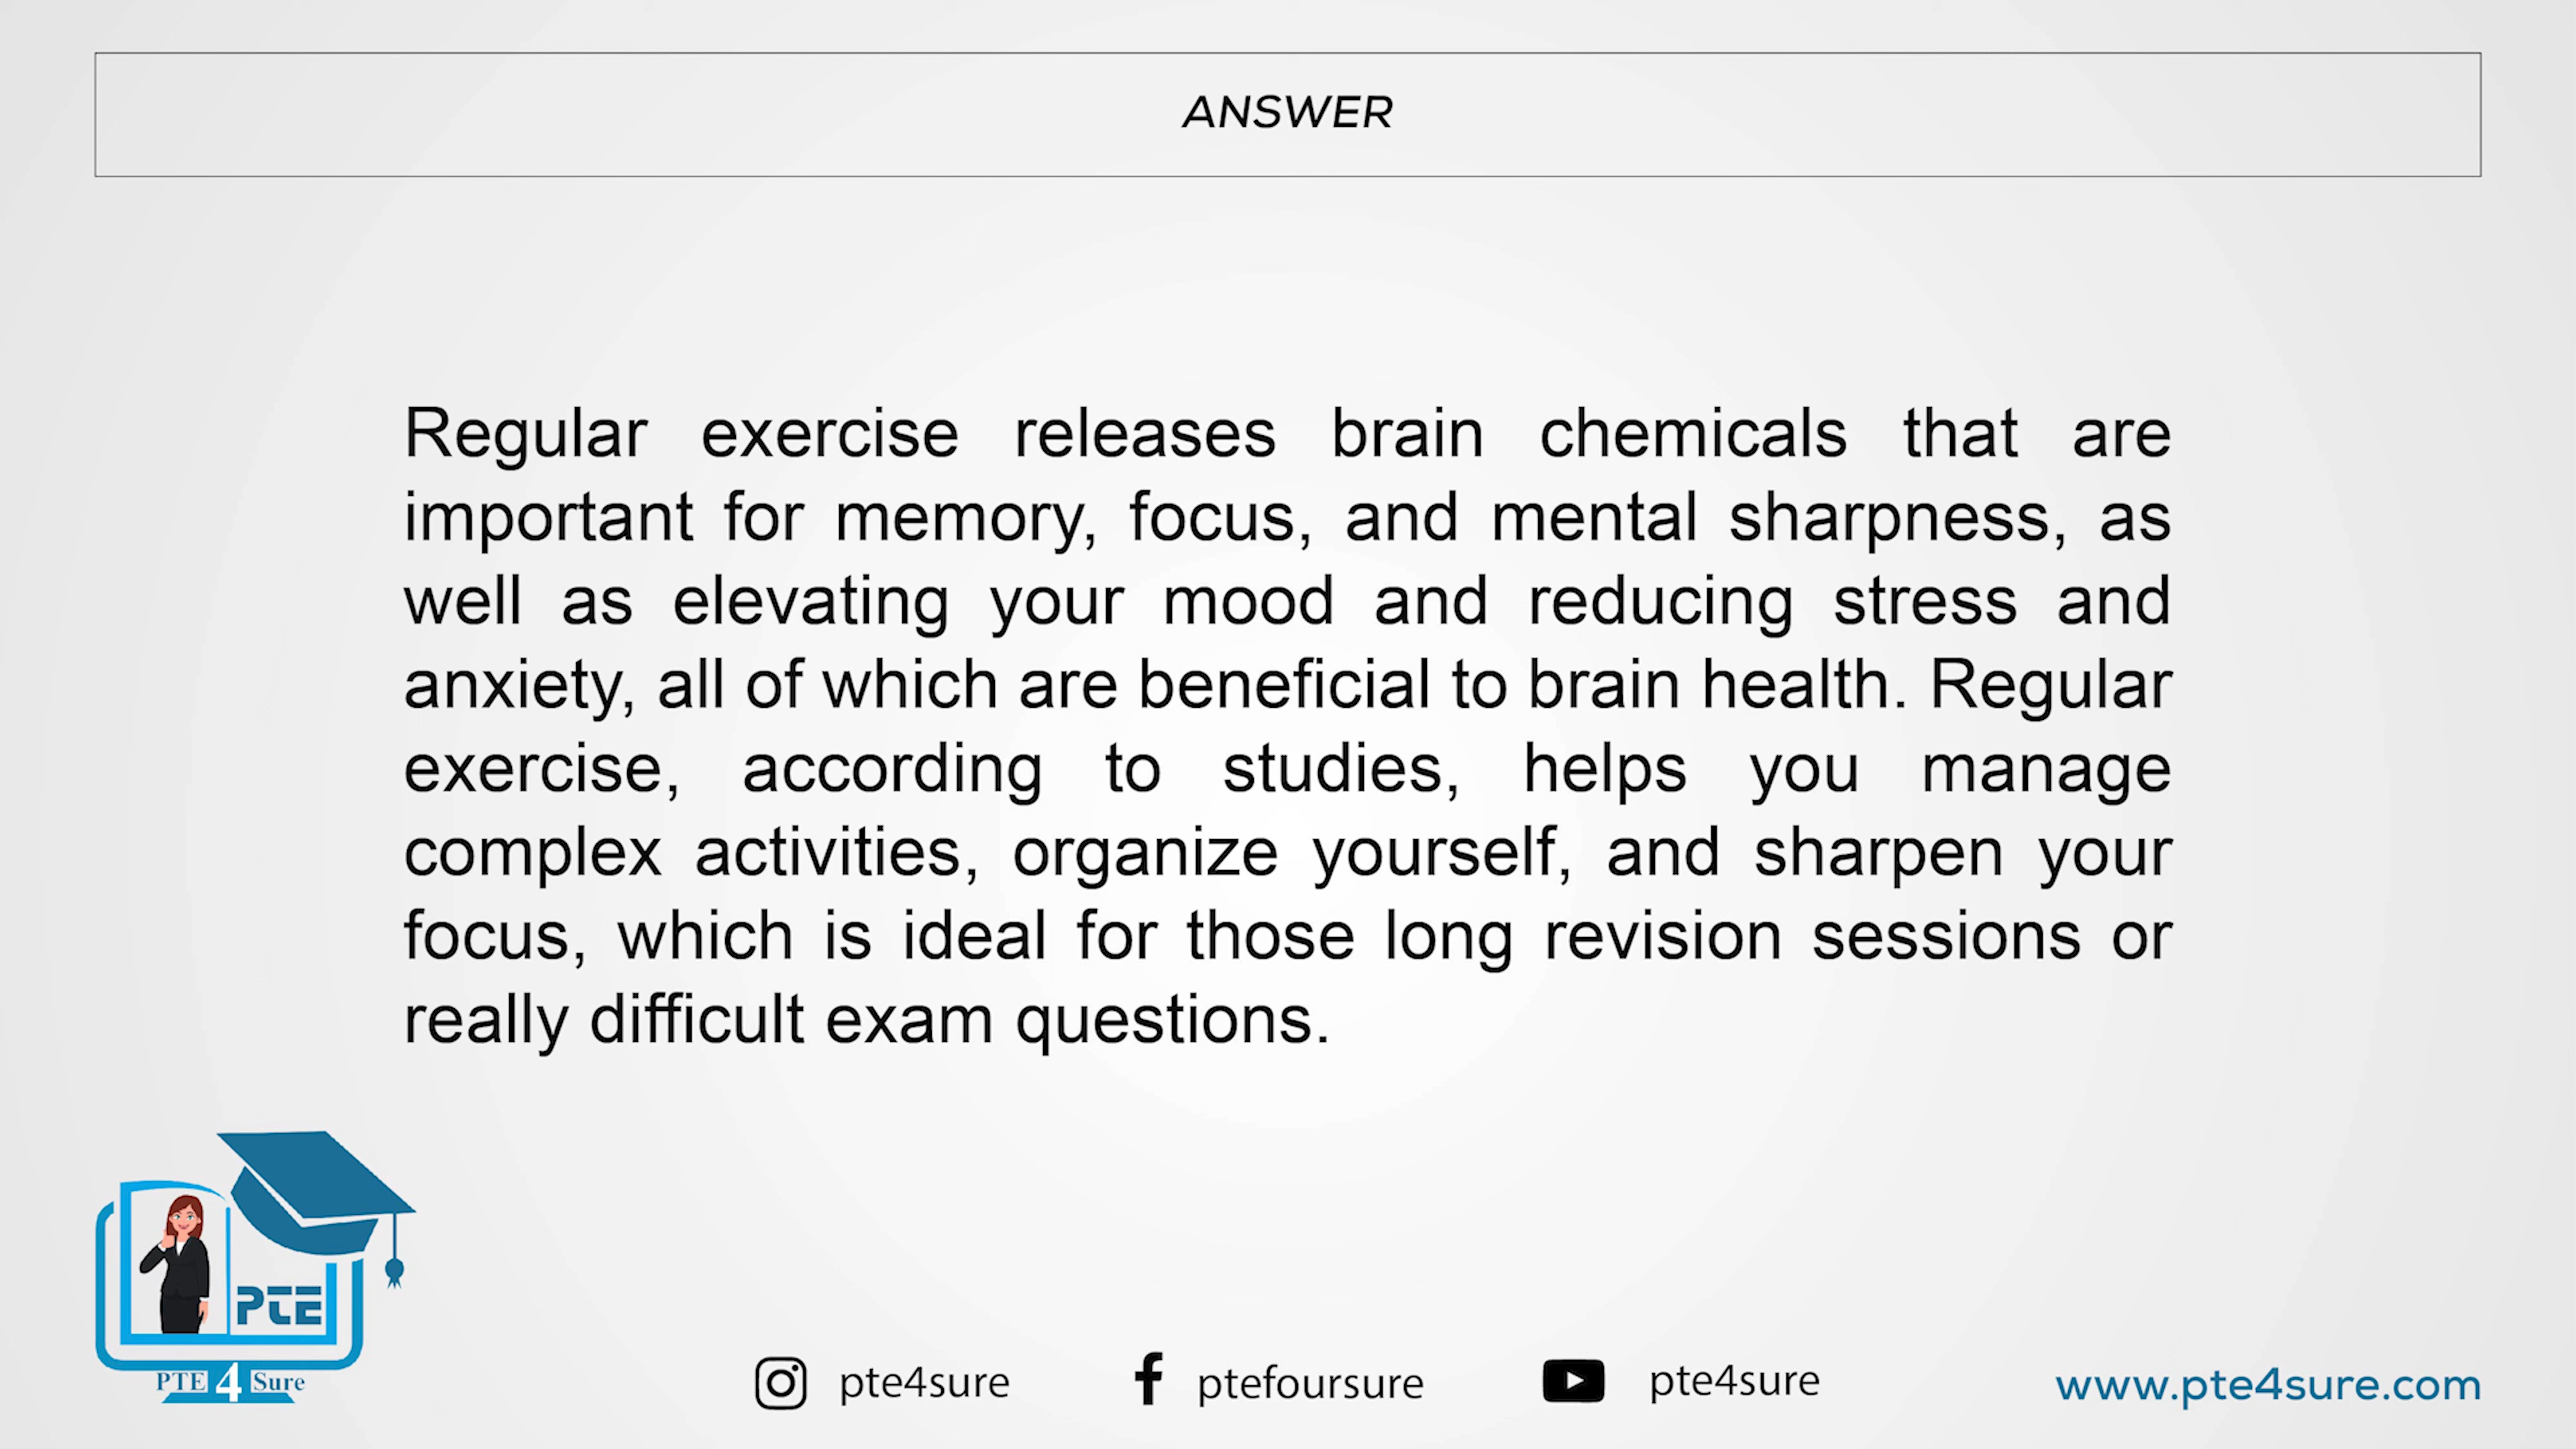 ANSWER
Regular exercise releases brain chemicals that are
important for memory, focus, and mental sharpness, as
well as elevating your mood and reducing stress and
anxiety, all of which are beneficial to brain health. Regular
exercise, according to studies, helps you manage
complex activities, organize yourself, and sharpen your
focus, which is ideal for those long revision sessions or
really difficult exam questions.
PTE
PTE 4 Sure
pte4sure
ptefoursure
pte4sure
www.pte4sure.com